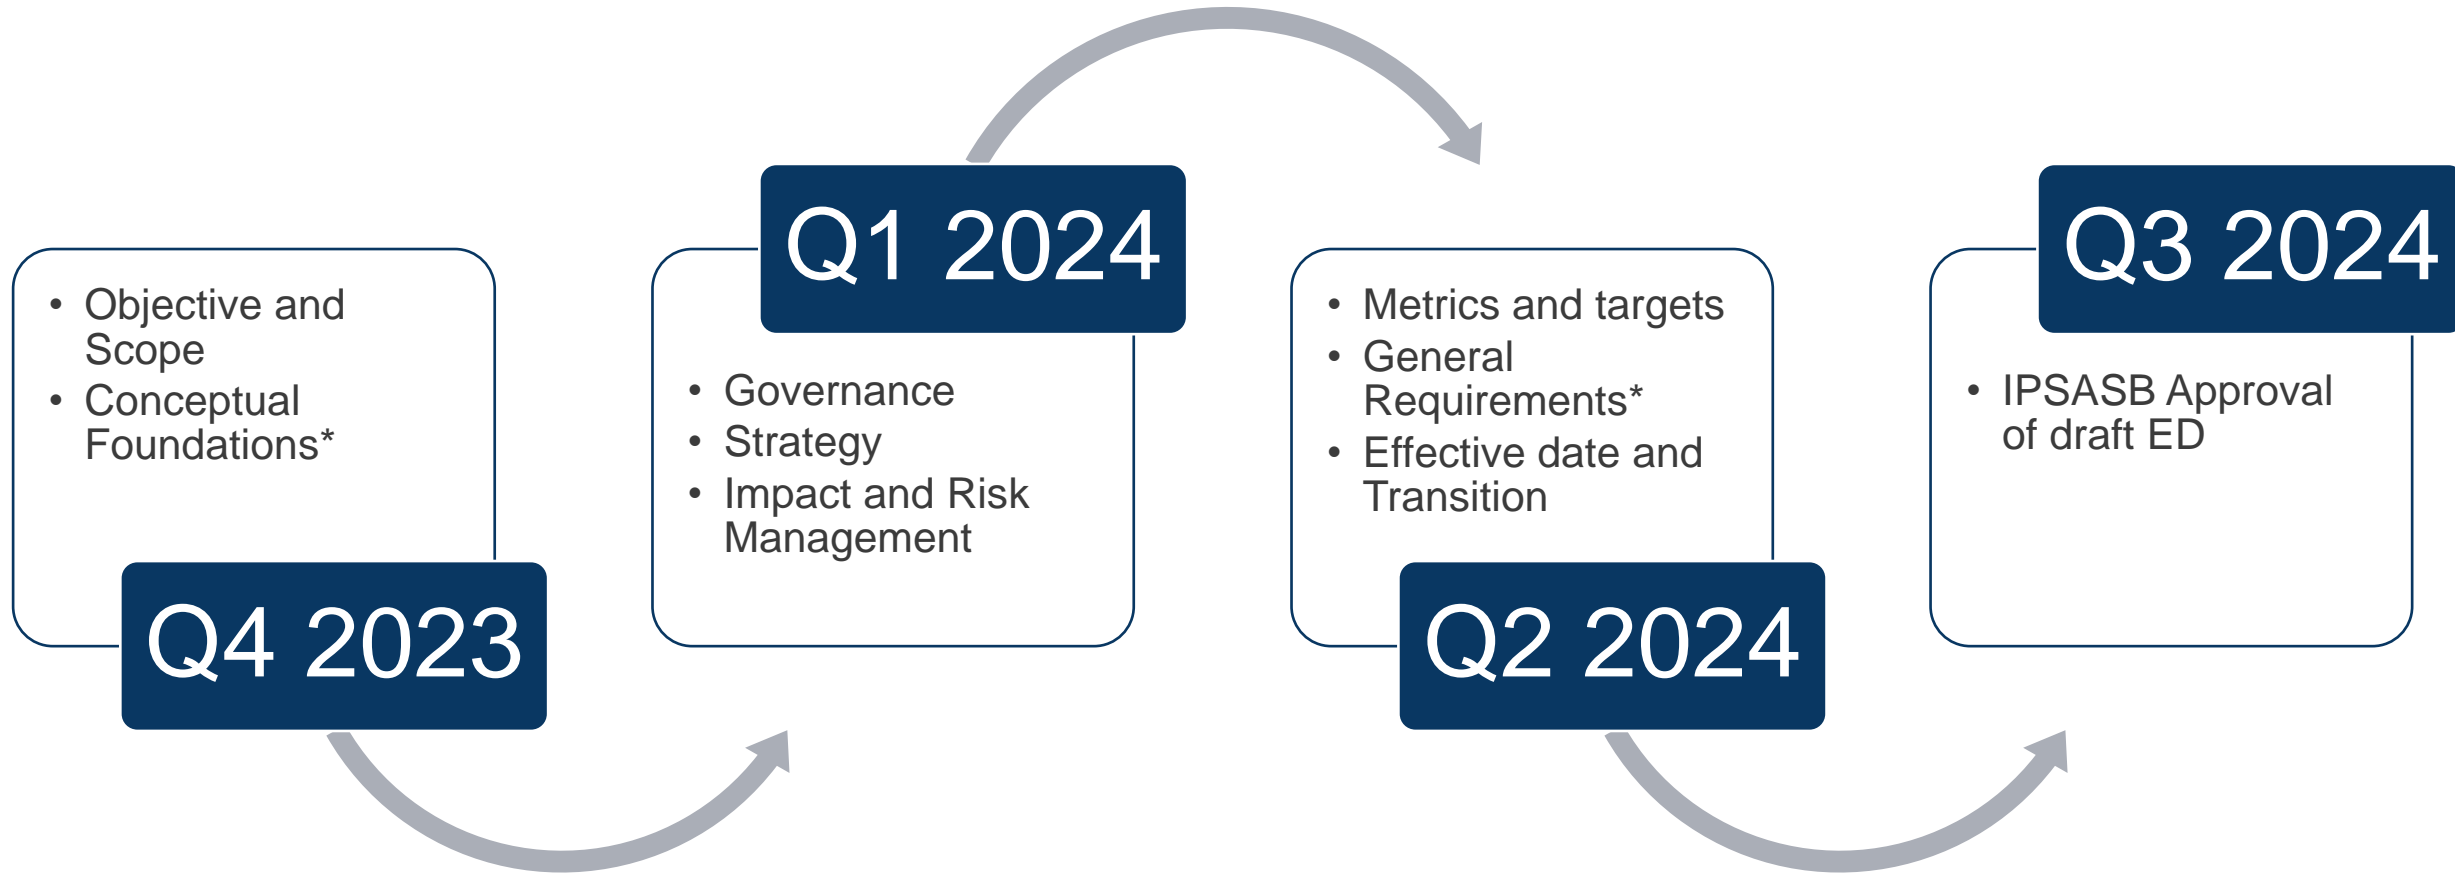 • Objective and
Scope
• Conceptual
Foundations*
Q4 2023
Q1 2024
• Governance
• Strategy
• Impact and Risk
Management
• Metrics and targets
• General
Requirements*
• Effective date and
Transition
Q2 2024
Q3 2024
• IPSASB Approval
of draft ED